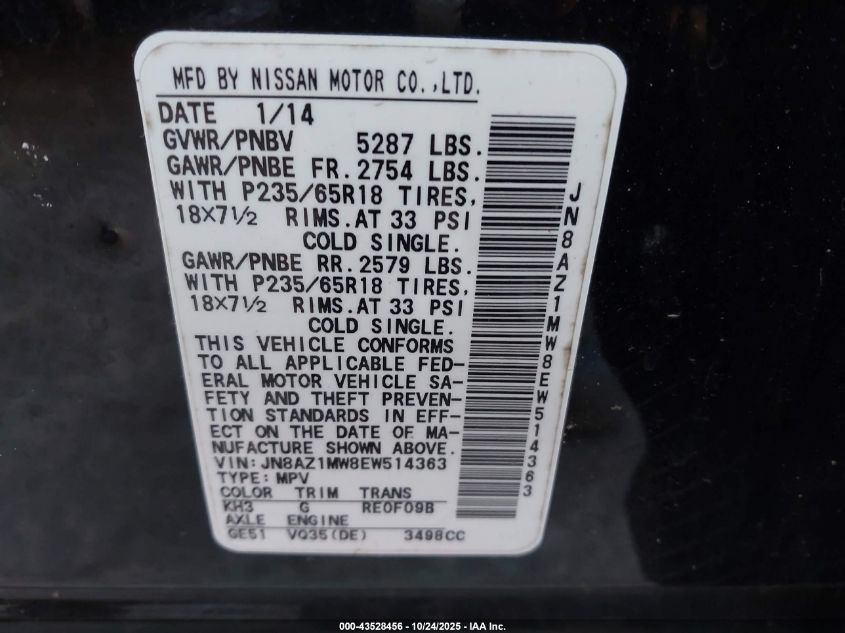 MFD BY NISSAN MOTOR CO.,LTD.
DATE 1/14
GVWR/PNBV 5287 LBS.
GAWR/PNBE FR. 2754 LBS.
WITH P235/65R18 TIRES,
18X7½ RIMS.AT 33 PSI
COLD SINGLE.
GAWR/PNBE RR. 2579 LBS.
WITH P235/65R18 TIRES,
18X7½ RIMS.AT 33 PSI
COLD SINGLE.
THIS VEHICLE CONFORMS
TO ALL APPLICABLE FED-
ERAL MOTOR VEHICLE SA-
FETY AND THEFT PREVEN-
TION STANDARDS IN EFF-
ECT ON THE DATE OF MA-
NUFACTURE SHOWN ABOVE.
VIN:JN8AZ1MW8EW514363
TYPE: MPV
COLOR TRIM TRANS
KH3 G RE0F09B
AXLE ENGINE
GE51 VQ35(DE) 3498CC
JN8AZ1MW8EW514363
000-43528456 - 10/24/2025 - IAA Inc.